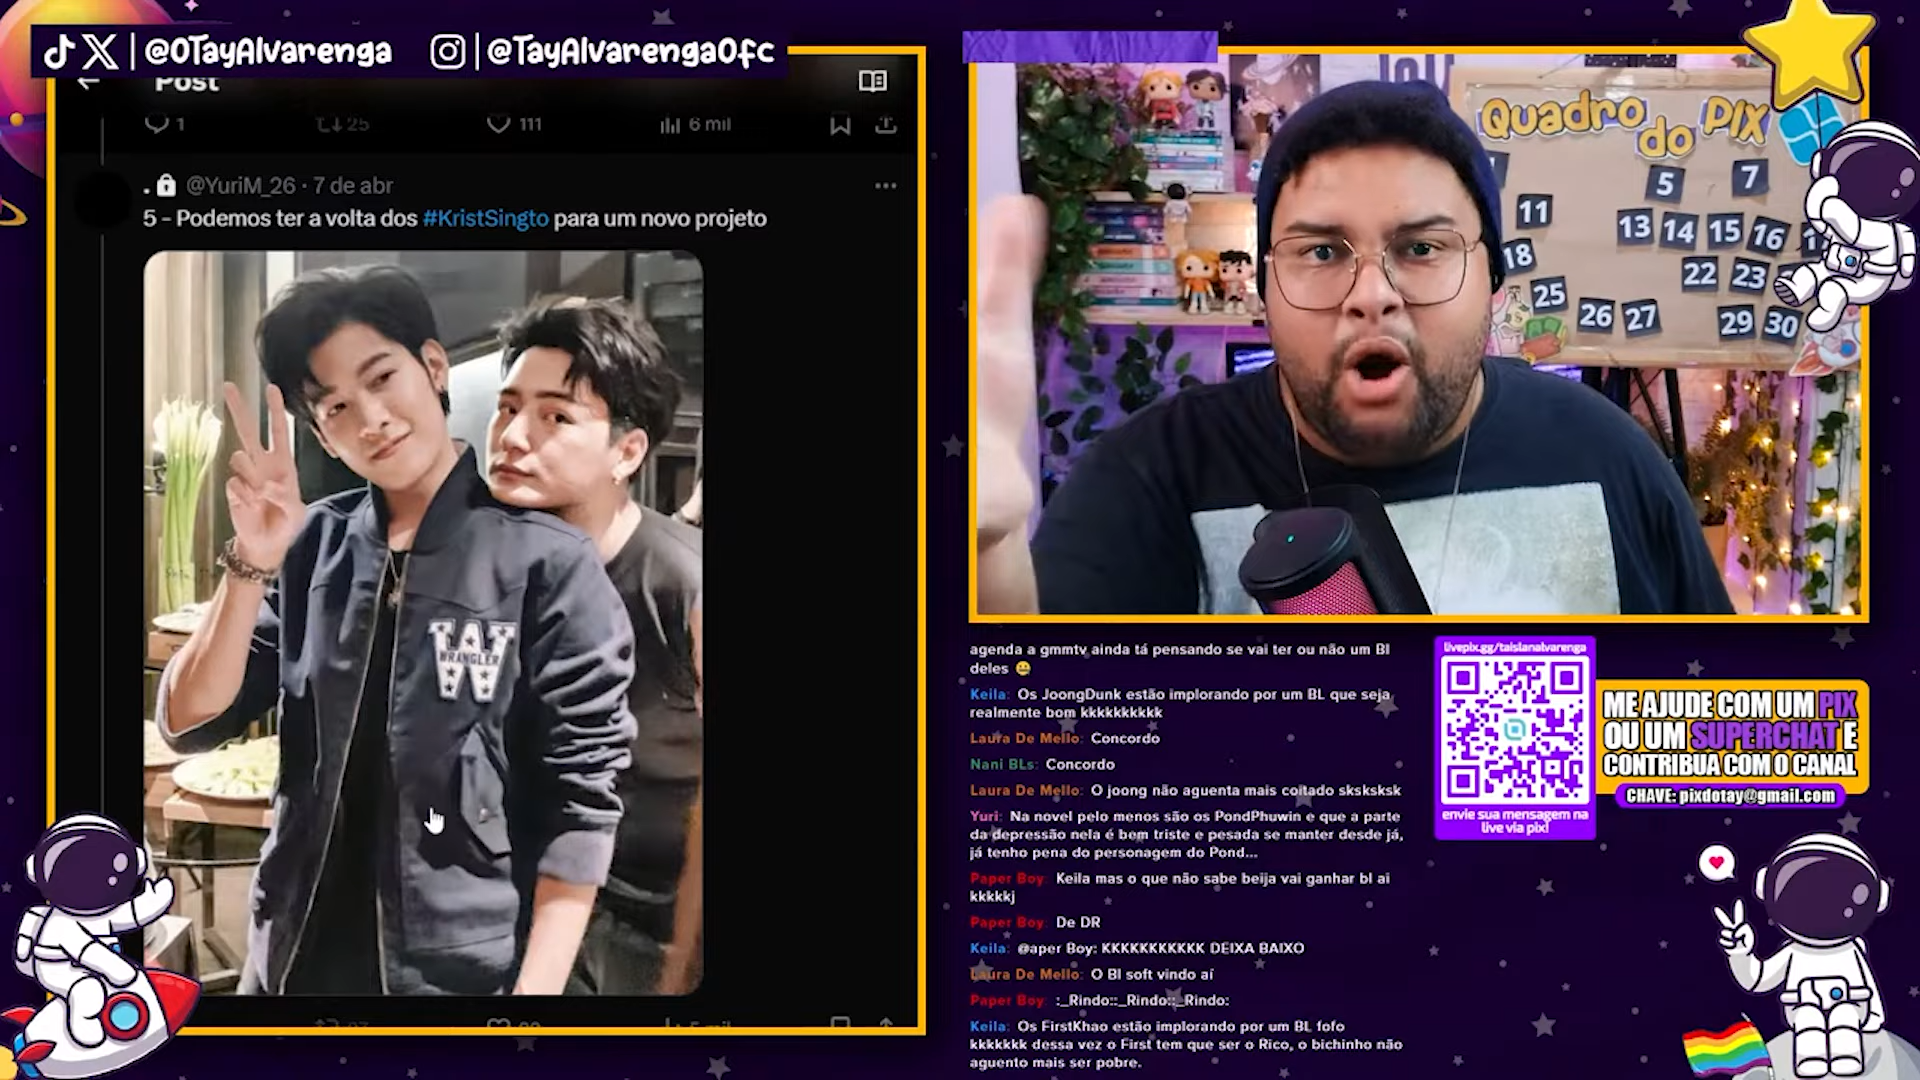 @OTayAlvarenga @TayAlvarengaOfc
Post
1 25 111 6 mil
. @YuriM_26 · 7 de abr
5 - Podemos ter a volta dos #KristSingto para um novo projeto
W
WRANGLER
Quadro do PIX
5 7
11 13 14 15 16
18 22 23
25 26 27 29 30
agenda a gmmtv ainda tá pensando se vai ter ou não um Bl
deles
Keila: Os JoongDunk estão implorando por um BL que seja
realmente bom kkkkkkkkkk
Laura De Mello: Concordo
Nani BLs: Concordo
Laura De Mello: O joong não aguenta mais coitado sksksksk
Yuri: Na novel pelo menos são os PondPhuwin e que a parte
da depressão nela é bem triste e pesada se manter desde já,
já tenho pena do personagem do Pond...
Paper Boy: Keila mas o que não sabe beija vai ganhar bl ai
kkkkkj
Paper Boy: De DR
Keila: @aper Boy: KKKKKKKKKKK DEIXA BAIXO
Laura De Mello: O Bl soft vindo aí
Paper Boy: :_Rindo::_Rindo::_Rindo:
Keila: Os FirstKhao estão implorando por um BL fofo
kkkkkkk dessa vez o First tem que ser o Rico, o bichinho não
aguento mais ser pobre.
livepix.gg/taislanalvarenga
envie sua mensagem na
live via pix!
ME AJUDE COM UM PIX
OU UM SUPERCHAT E
CONTRIBUA COM O CANAL
CHAVE: pixdotay@gmail.com